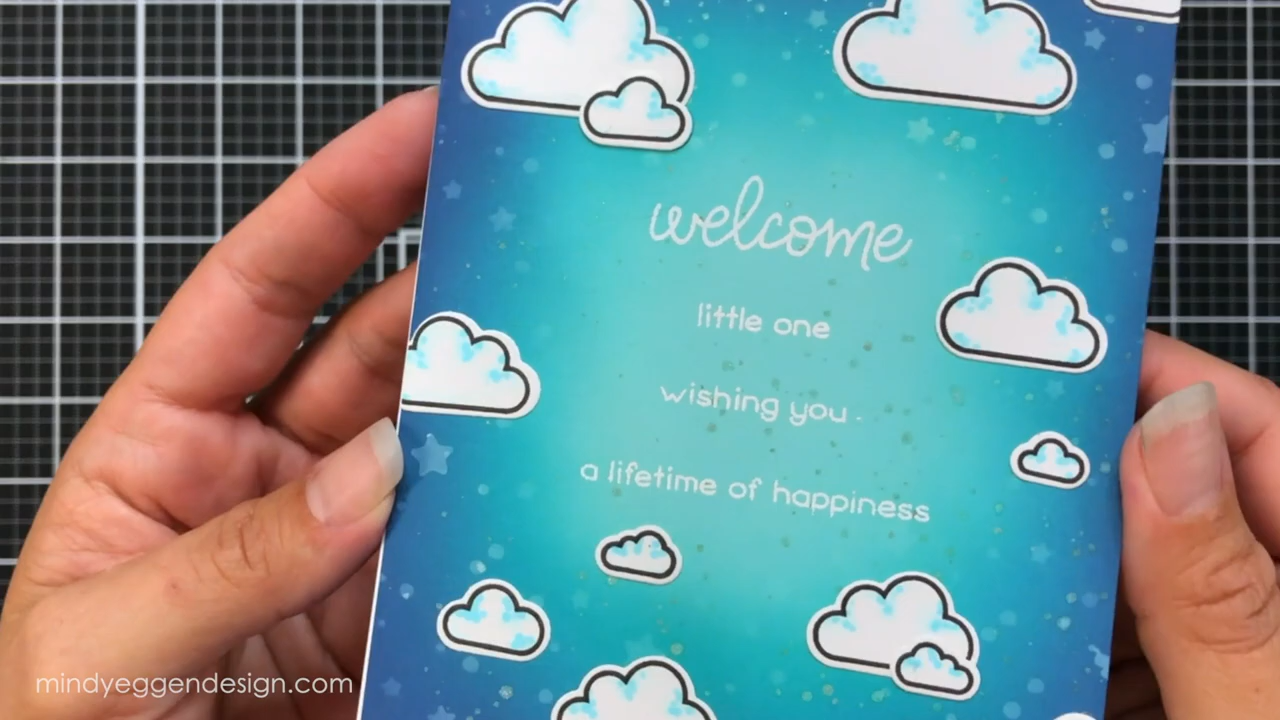 welcome
little one
wishing you
a lifetime of happiness
mindyeggendesign.com